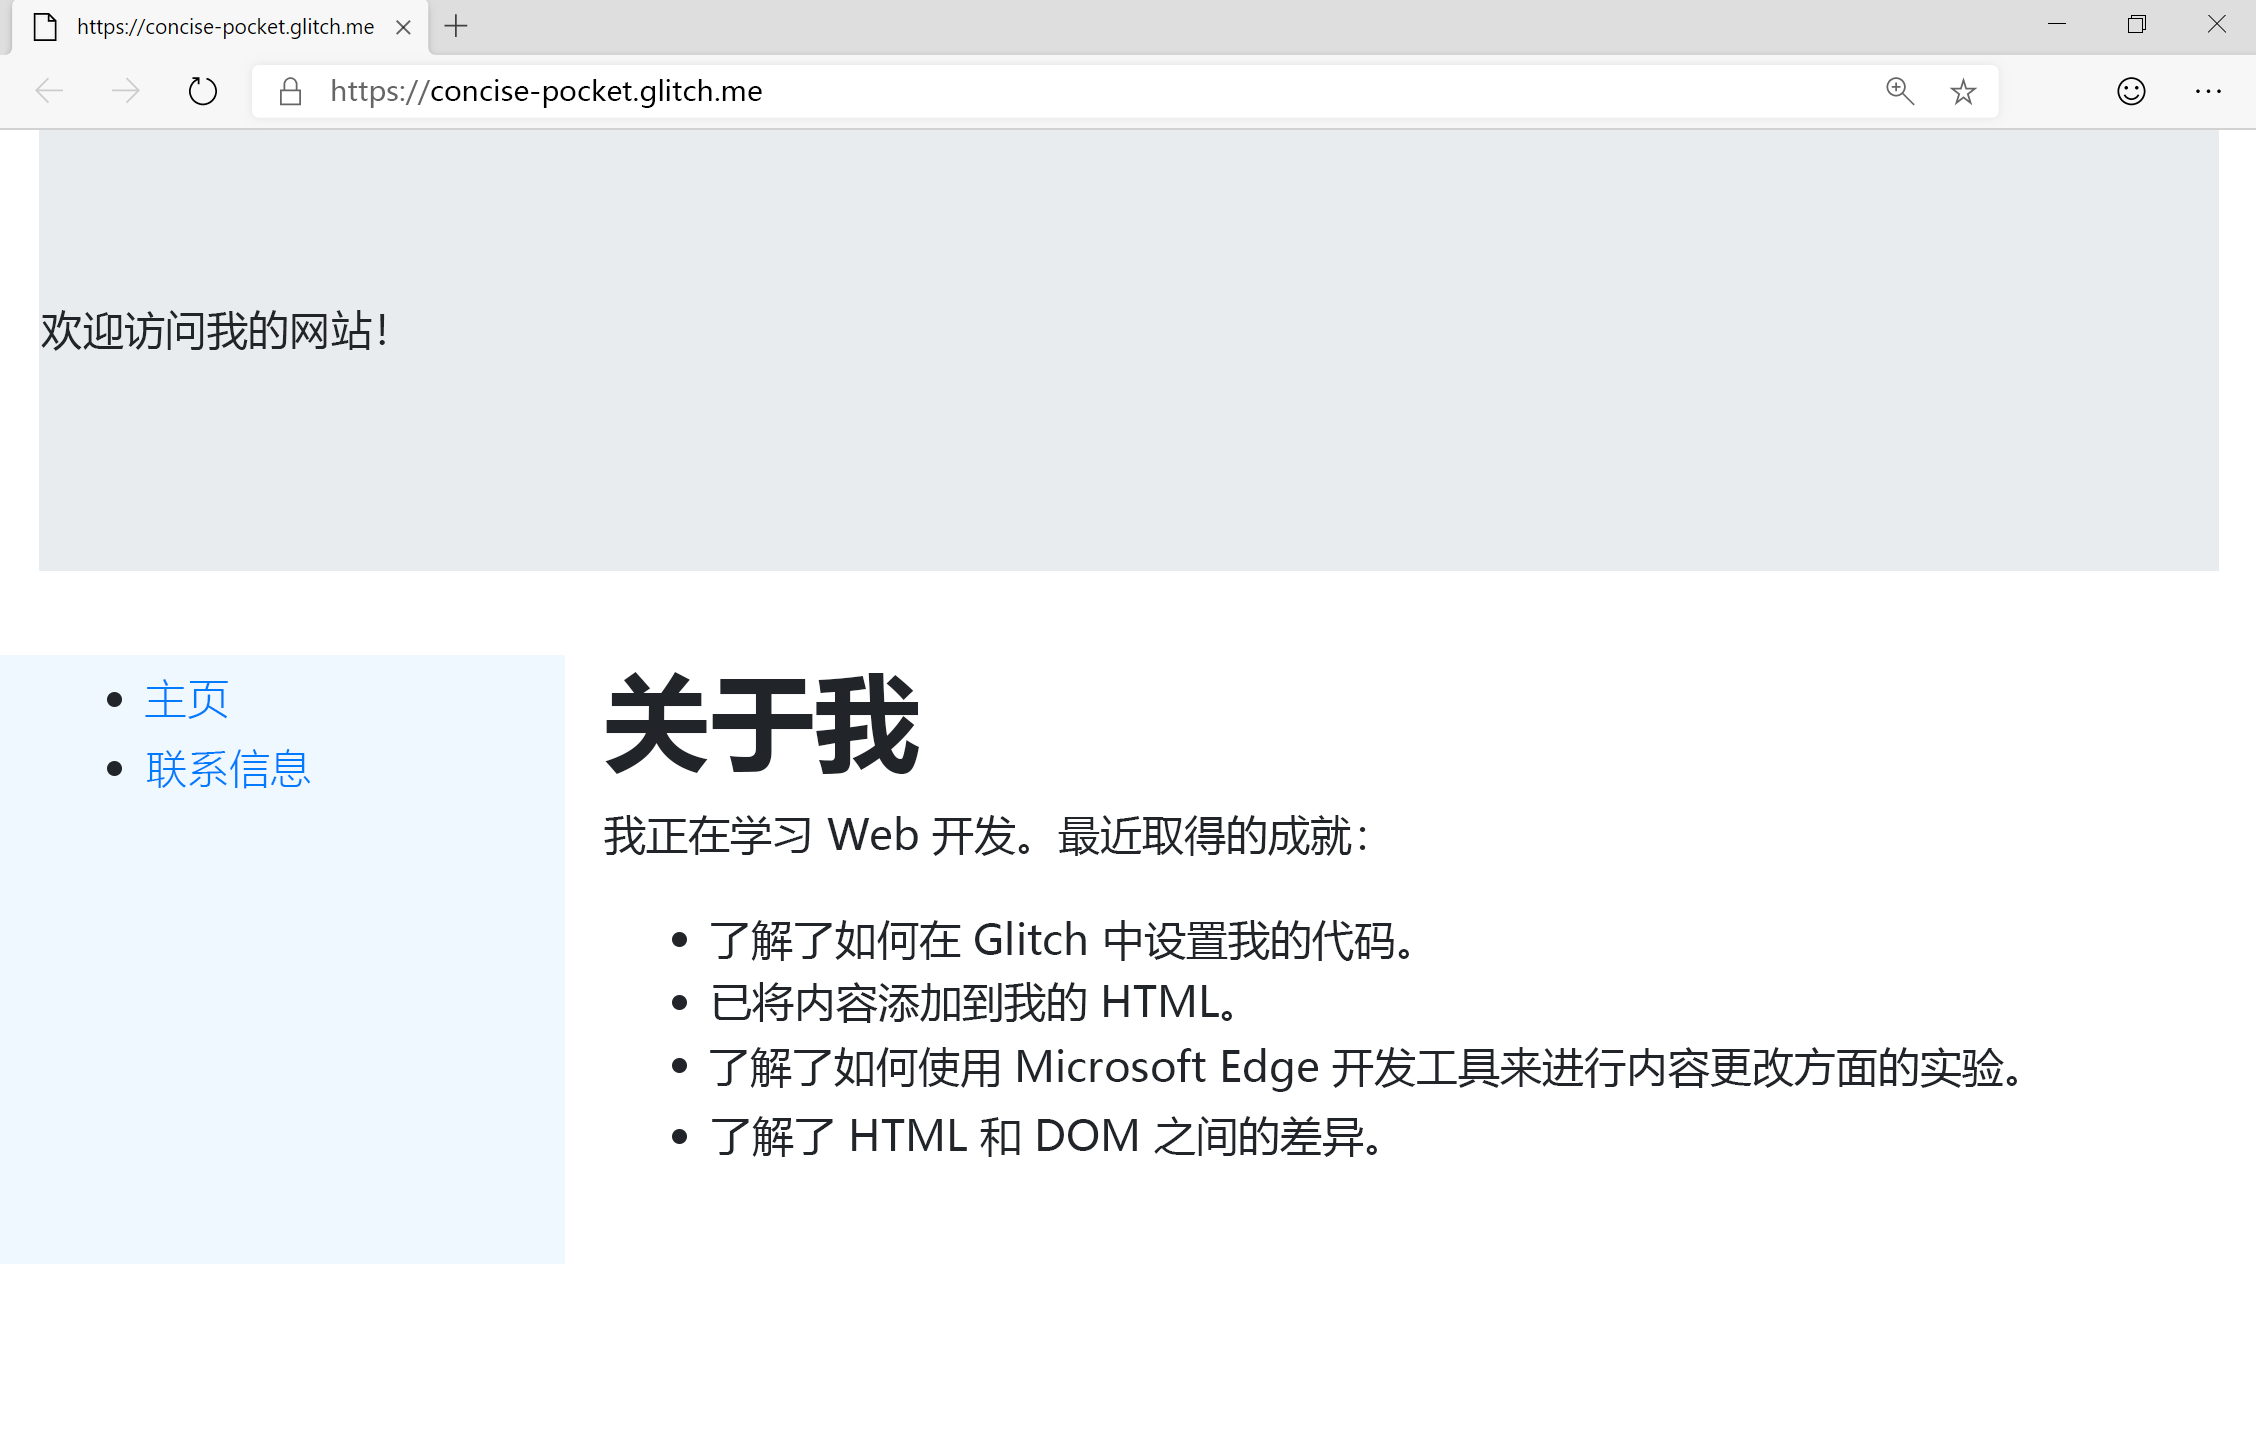 https://concise-pocket.glitch.me
https://concise-pocket.glitch.me
欢迎访问我的网站!
主页
联系信息
关于我
我正在学习 Web 开发。最近取得的成就:
了解了如何在 Glitch 中设置我的代码。
已将内容添加到我的 HTML。
了解了如何使用 Microsoft Edge 开发工具来进行内容更改方面的实验。
了解了 HTML 和 DOM 之间的差异。